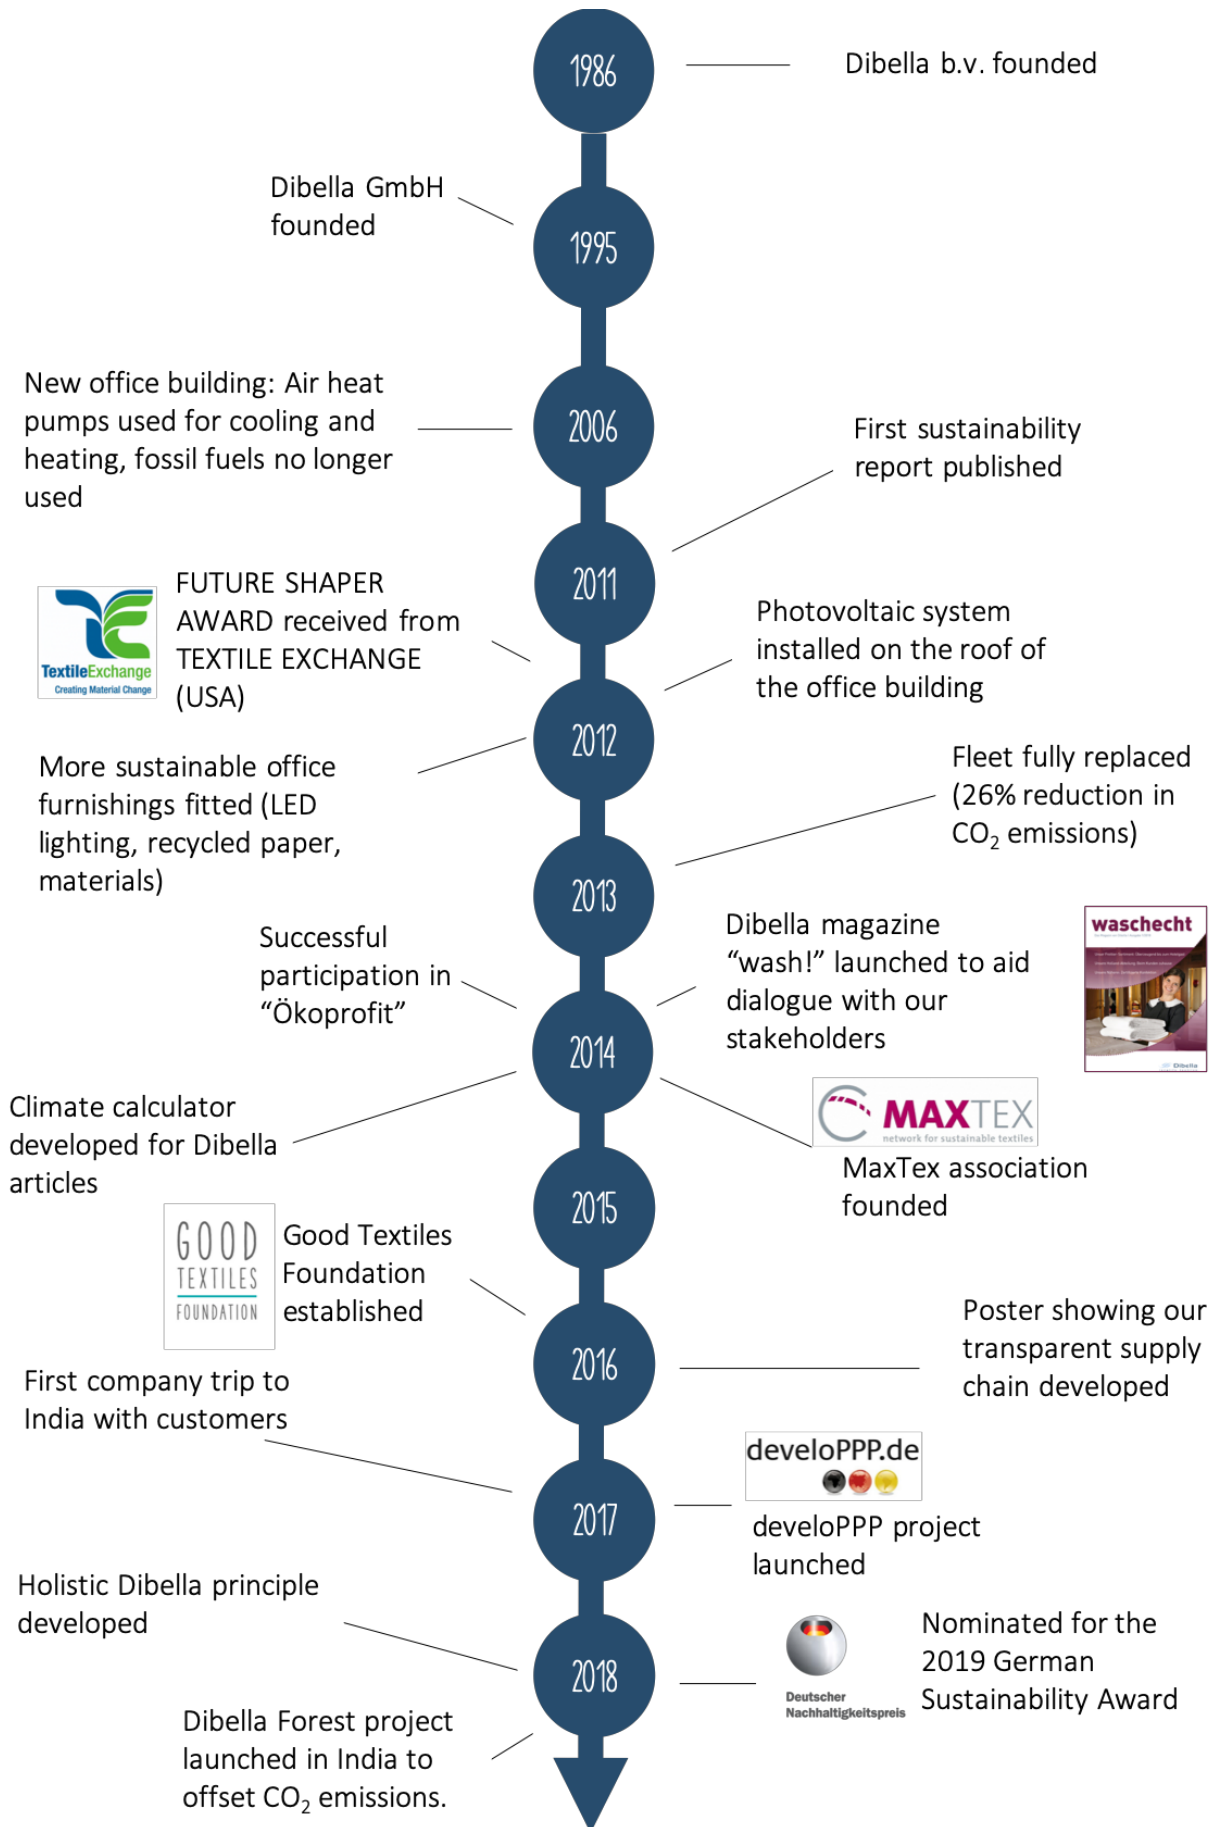 1986
Dibella b.v. founded
Dibella GmbH
founded
1995
New office building: Air heat
pumps used for cooling and
heating, fossil fuels no longer
used
2006
First sustainability
report published
2011
TextileExchange
Creating Material Change
FUTURE SHAPER
AWARD received from
TEXTILE EXCHANGE
(USA)
Photovoltaic system
installed on the roof of
the office building
2012
More sustainable office
furnishings fitted (LED
lighting, recycled paper,
materials)
Fleet fully replaced
(26% reduction in
CO₂ emissions)
2013
Successful
participation in
“Ökoprofit”
Dibella magazine
“wash!” launched to aid
dialogue with our
stakeholders
waschecht
Dibella
2014
Climate calculator
developed for Dibella
articles
MAXTEX
network for sustainable textiles
MaxTex association
founded
2015
GOOD
TEXTILES
FOUNDATION
Good Textiles
Foundation
established
2016
Poster showing our
transparent supply
chain developed
First company trip to
India with customers
2017
develoPPP.de
develoPPP project
launched
Holistic Dibella principle
developed
2018
Deutscher
Nachhaltigkeitspreis
Nominated for the
2019 German
Sustainability Award
Dibella Forest project
launched in India to
offset CO₂ emissions.